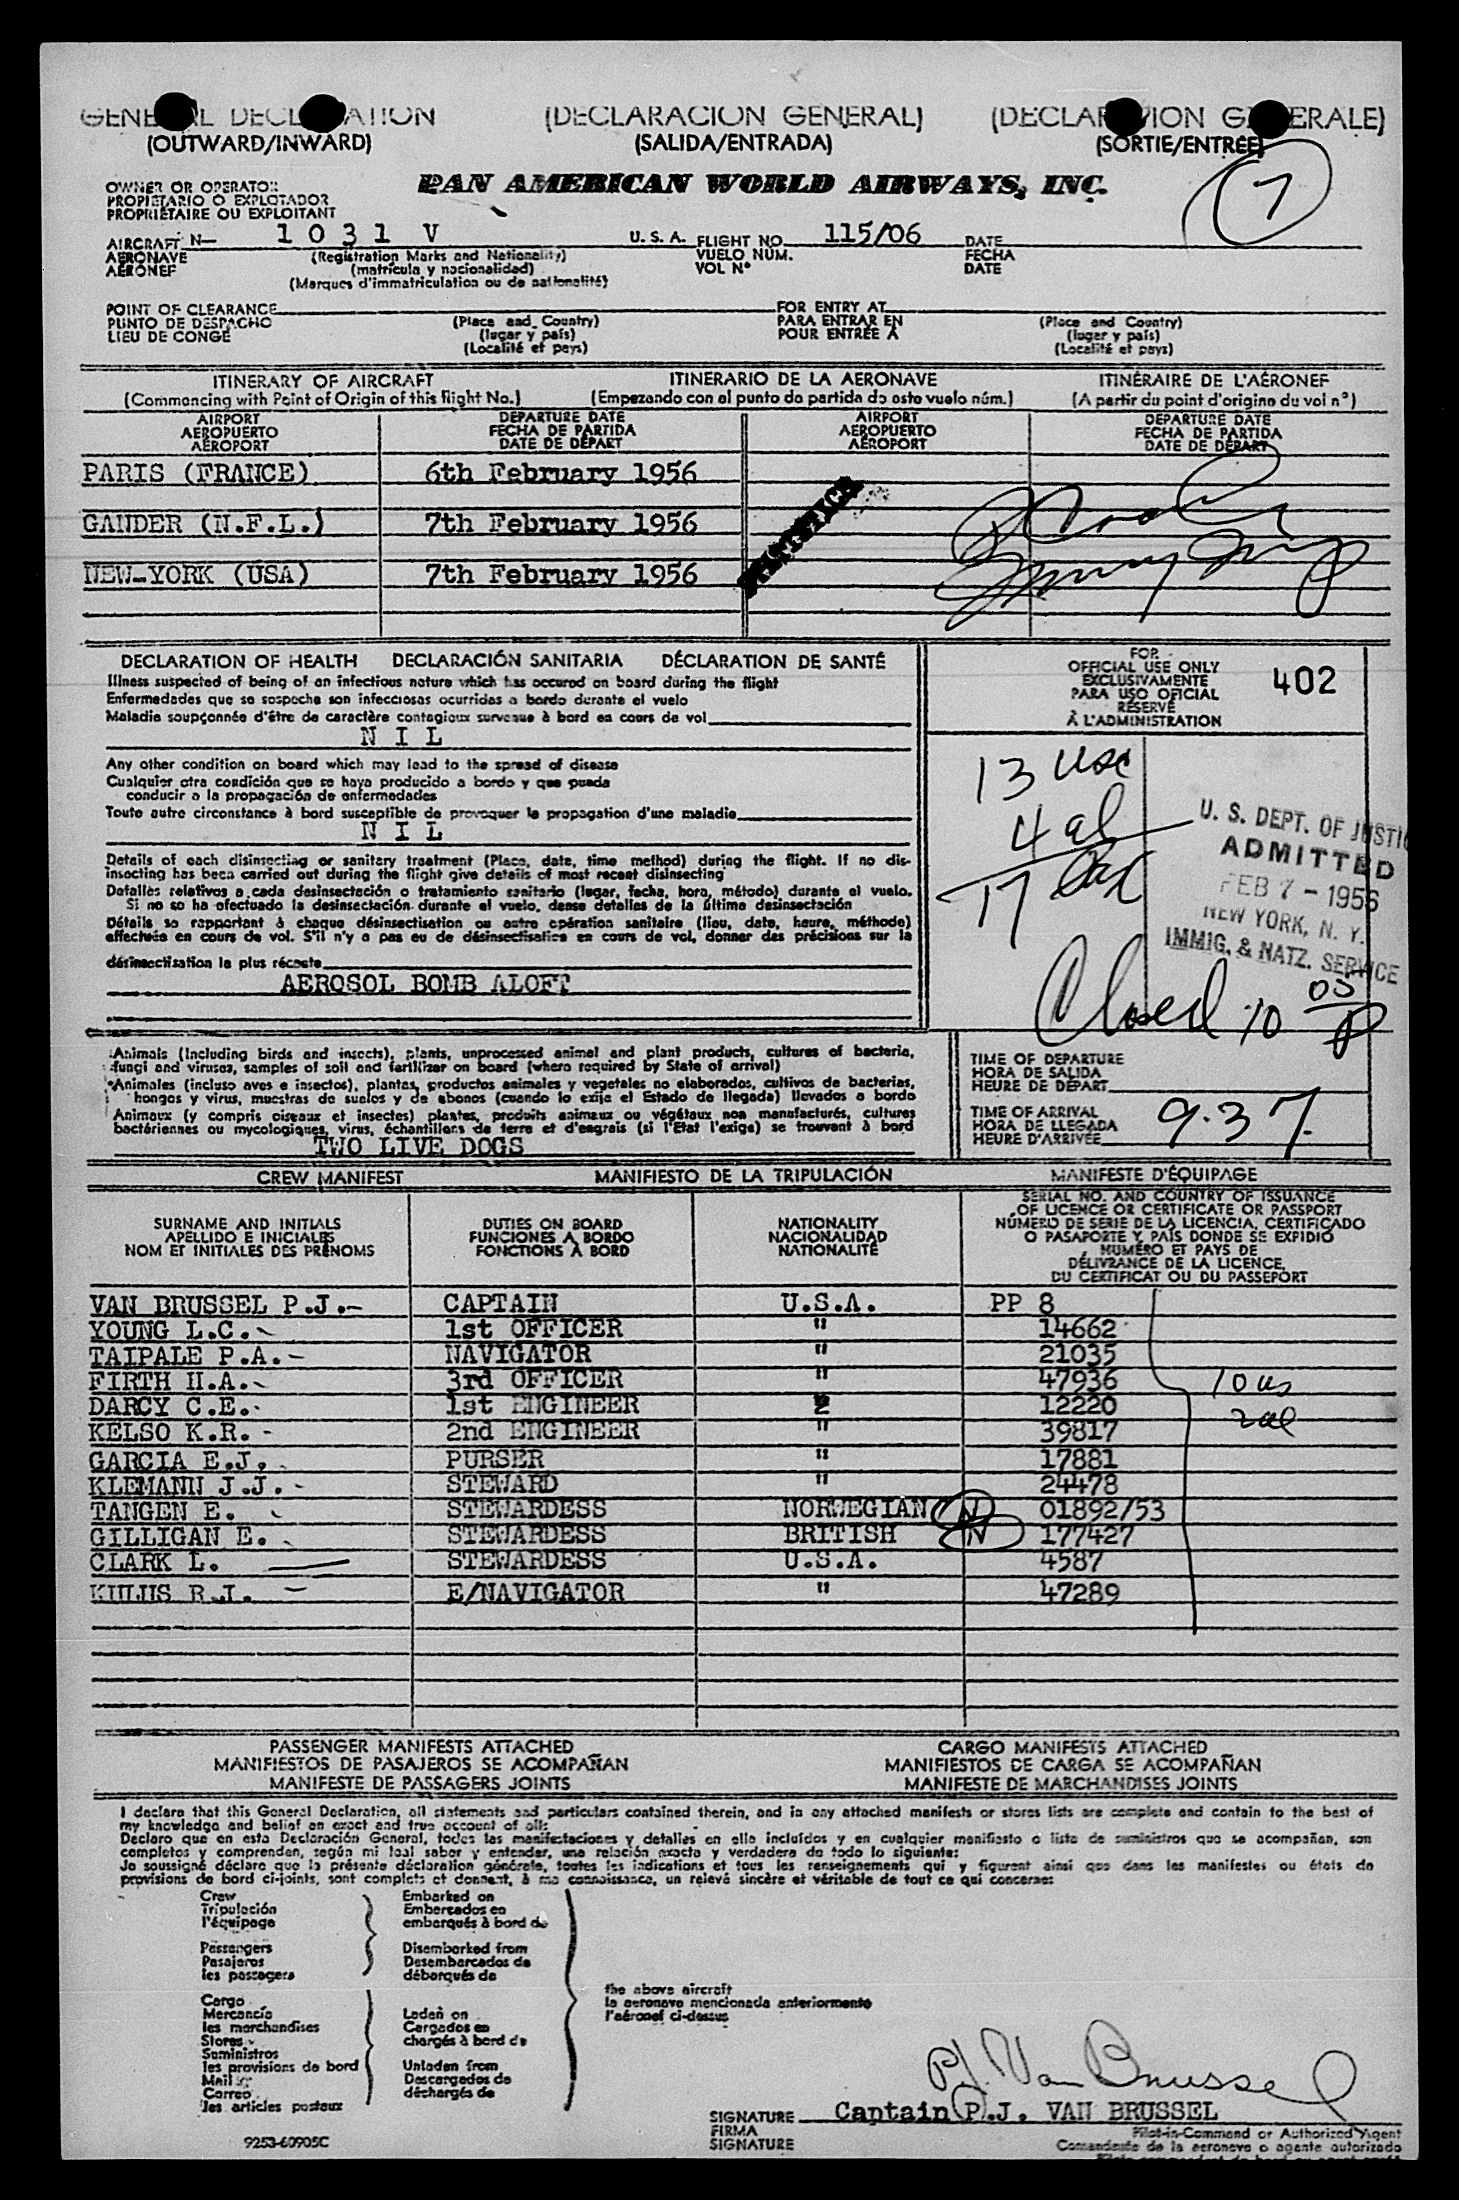 GENERAL DECLARATION (DECLARACION GENERAL) (DECLARATION GENERALE)
(OUTWARD/INWARD) (SALIDA/ENTRADA) (SORTIE/ENTRÉE)
7
OWNER OR OPERATOR
PROPIETARIO O EXPLOTADOR
PROPRIÉTAIRE OU EXPLOITANT
PAN AMERICAN WORLD AIRWAYS, INC.
AIRCRAFT N— 1031 V U. S. A. FLIGHT NO. 115/06 DATE
AERONAVE (Registration Marks and Nationality) VUELO NÚM. FECHA
AÉRONEF (matrícula y nacionalidad) VOL N° DATE
(Marques d'immatriculation ou de nationalité)
POINT OF CLEARANCE FOR ENTRY AT
PUNTO DE DESPACHO (Place and Country) PARA ENTRAR EN (Place and Country)
LIEU DE CONGÉ (lugar y país) POUR ENTRÉE À (lugar y país)
(Localité et pays) (Localité et pays)
ITINERARY OF AIRCRAFT ITINERARIO DE LA AERONAVE ITINÉRAIRE DE L'AÉRONEF
(Commencing with Point of Origin of this flight No.) (Empezando con el punto de partida de este vuelo núm.) (A partir du point d'origine du vol n°)
AIRPORT DEPARTURE DATE AIRPORT DEPARTURE DATE
AEROPUERTO FECHA DE PARTIDA AEROPUERTO FECHA DE PARTIDA
AÉROPORT DATE DE DÉPART AÉROPORT DATE DE DÉPART
PARIS (FRANCE) 6th February 1956
GANDER (N.F.L.) 7th February 1956
NEW-YORK (USA) 7th February 1956
DECLARATION OF HEALTH DECLARACIÓN SANITARIA DÉCLARATION DE SANTÉ
Illness suspected of being of an infectious nature which has occured on board during the flight
Enfermedades que se sospecha son infecciosas ocurridas a bordo durante el vuelo
Maladie soupçonnée d'être de caractère contagieux survenue à bord en cours de vol
N I L
Any other condition on board which may lead to the spread of disease
Cualquier otra condición que se haya producido a bordo y que pueda
conducir a la propagación de enfermedades
Toute autre circonstance à bord susceptible de provoquer la propagation d'une maladie
N I L
Details of each disinsecting or sanitary treatment (Place, date, time method) during the flight. If no dis-
insecting has been carried out during the flight give details of most recent disinsecting
Detalles relativos a cada desinsectación o tratamiento sanitario (lugar, fecha, hora, método) durante el vuelo.
Si no se ha efectuado la desinsectación durante el vuelo, dense detalles de la última desinsectación
Détails se rapportant à chaque désinsectisation ou autre opération sanitaire (lieu, date, heure, méthode)
effectuée en cours de vol. S'il n'y a pas eu de désinsectisation en cours de vol, donner des précisions sur la
désinsectisation la plus récente
AEROSOL BOMB ALOFT
FOR
OFFICIAL USE ONLY
EXCLUSIVAMENTE
PARA USO OFICIAL
RESERVÉ
À L'ADMINISTRATION
402
13 usc
4 al
17
U. S. DEPT. OF JUSTIC
ADMITTED
FEB 7 - 1956
NEW YORK, N. Y.
IMMIG. & NATZ. SERVICE
Closed 10 05 P
Animals (Including birds and insects), plants, unprocessed animal and plant products, cultures of bacteria,
fungi and viruses, samples of soil and fertilizer on board (where required by State of arrival)
Animales (incluso aves e insectos), plantas, productos animales y vegetales no elaborados, cultivos de bacterias,
hongos y virus, muestras de suelos y de abonos (cuando lo exija el Estado de llegada) llevados a bordo
Animaux (y compris oiseaux et insectes) plantes, produits animaux ou végétaux non manufacturés, cultures
bactériennes ou mycologiques, virus, échantillons de terre et d'engrais (si l'Etat l'exige) se trouvant à bord
TWO LIVE DOGS
TIME OF DEPARTURE
HORA DE SALIDA
HEURE DE DÉPART
TIME OF ARRIVAL
HORA DE LLEGADA
HEURE D'ARRIVÉE 9.37
CREW MANIFEST MANIFIESTO DE LA TRIPULACIÓN MANIFESTE D'ÉQUIPAGE
SURNAME AND INITIALS
APELLIDO E INICIALES
NOM ET INITIALES DES PRÉNOMS
DUTIES ON BOARD
FUNCIONES A BORDO
FONCTIONS À BORD
NATIONALITY
NACIONALIDAD
NATIONALITÉ
SERIAL NO. AND COUNTRY OF ISSUANCE
OF LICENCE OR CERTIFICATE OR PASSPORT
NÚMERO DE SERIE DE LA LICENCIA, CERTIFICADO
O PASAPORTE Y PAÍS DONDE SE EXPIDIÓ
NUMÉRO ET PAYS DE
DÉLIVRANCE DE LA LICENCE,
DU CERTIFICAT OU DU PASSEPORT
VAN BRUSSEL P.J.- CAPTAIN U.S.A. PP 8
YOUNG L.C. 1st OFFICER " 14662
TAIPALE P.A. NAVIGATOR " 21035
FIRTH H.A. 3rd OFFICER " 47936 10 us
DARCY C.E. 1st ENGINEER " 12220 2 al
KELSO K.R. 2nd ENGINEER " 39817
GARCIA E.J. PURSER " 17881
KLEMANN J.J. STEWARD " 24478
TANGEN E. STEWARDESS NORWEGIAN N 01892/53
GILLIGAN E. STEWARDESS BRITISH N 177427
CLARK L. STEWARDESS U.S.A. 4587
E/NAVIGATOR " 47289
PASSENGER MANIFESTS ATTACHED CARGO MANIFESTS ATTACHED
MANIFIESTOS DE PASAJEROS SE ACOMPAÑAN MANIFIESTOS DE CARGA SE ACOMPAÑAN
MANIFESTE DE PASSAGERS JOINTS MANIFESTE DE MARCHANDISES JOINTS
I declare that this General Declaration, all statements and particulars contained therein, and in any attached manifests or stores lists are complete and contain to the best of
my knowledge and belief an exact and true account of all:
Declaro que en esta Declaración General, todas las manifestaciones y detalles en ella incluídos y en cualquier manifiesto o lista de suministros que se acompañan, son
completos y comprenden, según mi leal saber y entender, una relación exacta y verdadera de todo lo siguiente:
Je soussigné déclare que la présente déclaration générale, toutes les indications et tous les renseignements qui y figurent ainsi que dans les manifestes ou états de
provisions de bord ci-joints, sont complets et donnent, à ma connaissance, un relevé sincère et véritable de tout ce qui concerne:
Crew Embarked on
Tripulación Embarcados en
l'équipage embarqués à bord de
Passengers Disembarked from
Pasajeros Desembarcados de
les passagers débarqués de
the above aircraft
la aeronave mencionada anteriormente
l'aéronef ci-dessus
Cargo
Mercancía Laden on
les marchandises Cargados en
Stores chargés à bord de
Suministros
les provisions de bord Unladen from
Mail Descargados de
Correo déchargés de
les articles postaux
P.J. Van Brussel
SIGNATURE Captain P.J. VAN BRUSSEL
FIRMA Pilot-in-Command or Authorized Agent
SIGNATURE Comandante de la aeronave o agente autorizado
9253-60905C